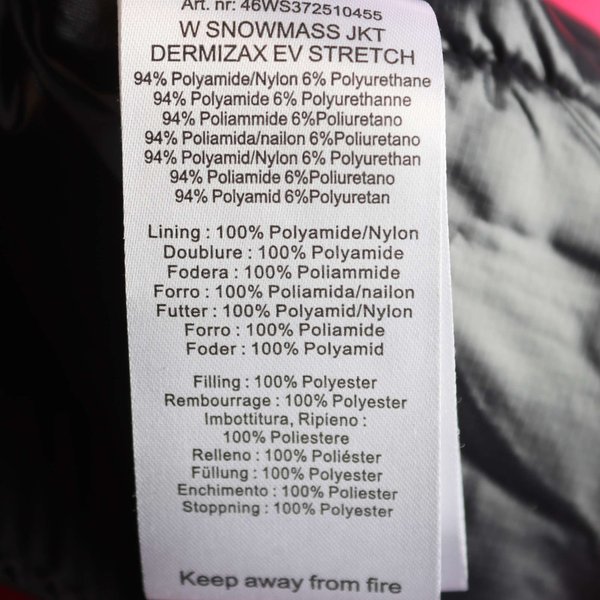 Art. nr: 46WS372510455
W SNOWMASS JKT
DERMIZAX EV STRETCH
94% Polyamide/Nylon 6% Polyurethane
94% Polyamide 6% Polyurethanne
94% Poliammide 6%Poliuretano
94% Poliamida/nailon 6%Poliuretano
94% Polyamid/Nylon 6% Polyurethan
94% Poliamide 6%Poliuretano
94% Polyamid 6%Polyuretan
Lining : 100% Polyamide/Nylon
Doublure : 100% Polyamide
Fodera : 100% Poliammide
Forro : 100% Poliamida/nailon
Futter : 100% Polyamid/Nylon
Forro : 100% Poliamide
Foder : 100% Polyamid
Filling : 100% Polyester
Rembourrage : 100% Polyester
Imbottitura, Ripieno :
100% Poliestere
Relleno : 100% Poliéster
Füllung : 100% Polyester
Enchimento : 100% Poliester
Stoppning : 100% Polyester
Keep away from fire